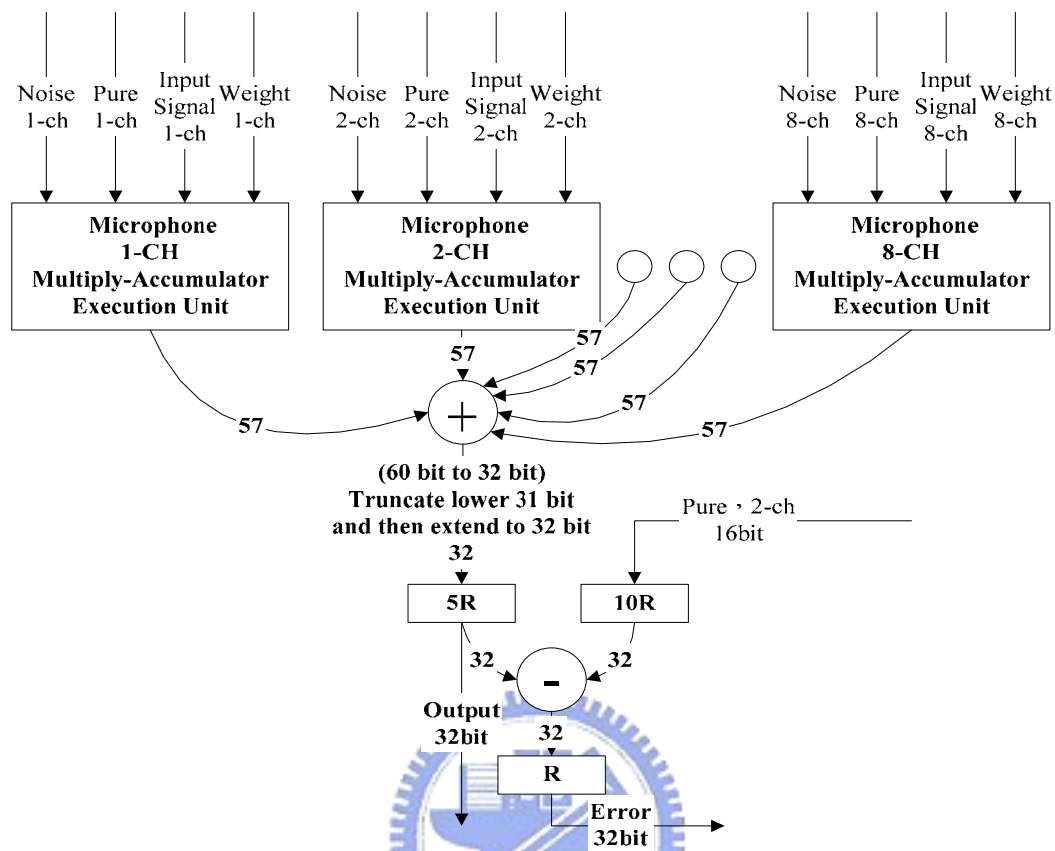 Noise
1-ch
Pure
1-ch
Input
Signal
1-ch
Weight
1-ch
Noise
2-ch
Pure
2-ch
Input
Signal
2-ch
Weight
2-ch
Noise
8-ch
Pure
8-ch
Input
Signal
8-ch
Weight
8-ch
Microphone
1-CH
Multiply-Accumulator
Execution Unit
Microphone
2-CH
Multiply-Accumulator
Execution Unit
Microphone
8-CH
Multiply-Accumulator
Execution Unit
57
57
57
57
57
57
+
(60 bit to 32 bit)
Truncate lower 31 bit
and then extend to 32 bit
32
Pure,2-ch
16bit
5R
10R
32
32
-
Output
32bit
32
R
Error
32bit